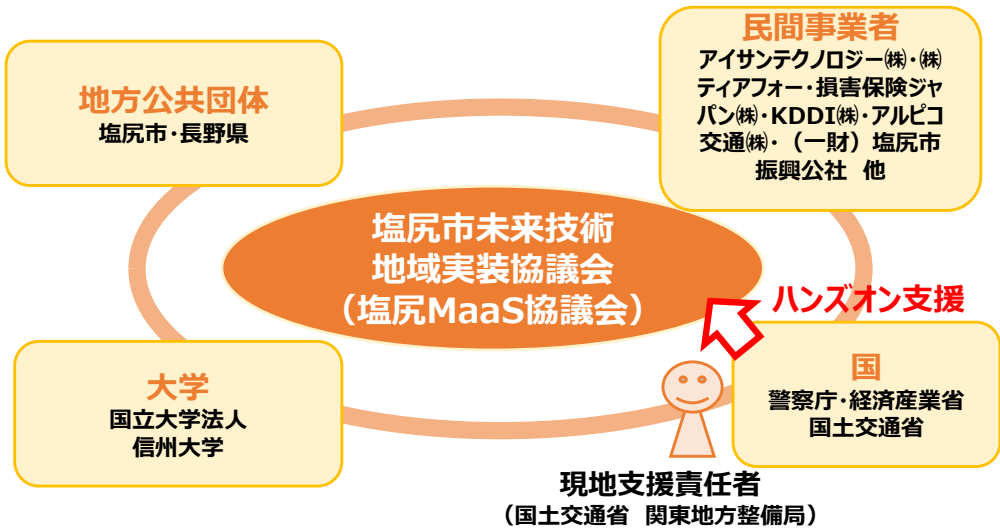 地方公共団体
塩尻市・長野県
民間事業者
アイサンテクノロジー㈱・㈱
ティアフォー・損害保険ジャ
パン㈱・KDDI㈱・アルピコ
交通㈱・（一財）塩尻市
振興公社 他
塩尻市未来技術
地域実装協議会
（塩尻MaaS協議会）
ハンズオン支援
大学
国立大学法人
信州大学
国
警察庁・経済産業省
国土交通省
現地支援責任者
（国土交通省 関東地方整備局）